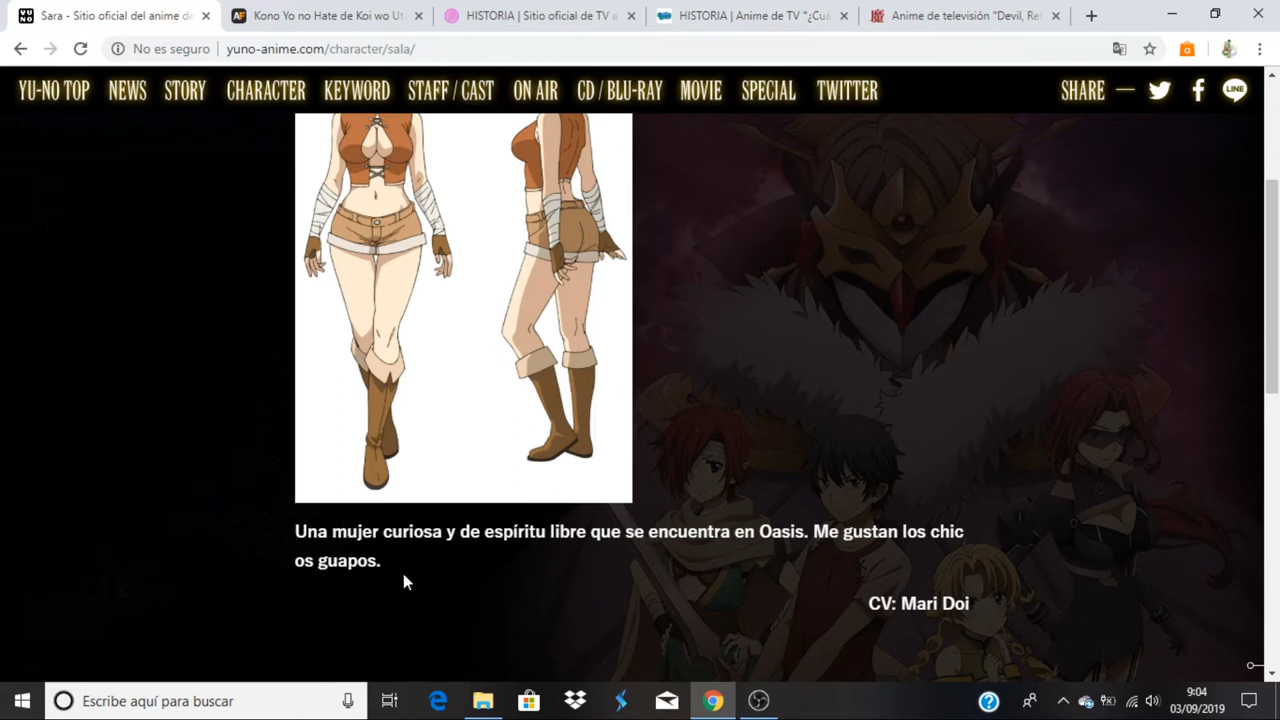 Sara - Sitio oficial del anime de
Kono Yo no Hate de Koi wo Ut
HISTORIA | Sitio oficial de TV a
HISTORIA | Anime de TV "¿Cuá
Anime de televisión "Devil, Ret
No es seguro
yuno-anime.com/character/sala/
YU-NO TOP
NEWS
STORY
CHARACTER
KEYWORD
STAFF / CAST
ON AIR
CD / BLU-RAY
MOVIE
SPECIAL
TWITTER
SHARE
LINE
Una mujer curiosa y de espíritu libre que se encuentra en Oasis. Me gustan los chic
os guapos.
CV: Mari Doi
Escribe aquí para buscar
9:04
03/09/2019